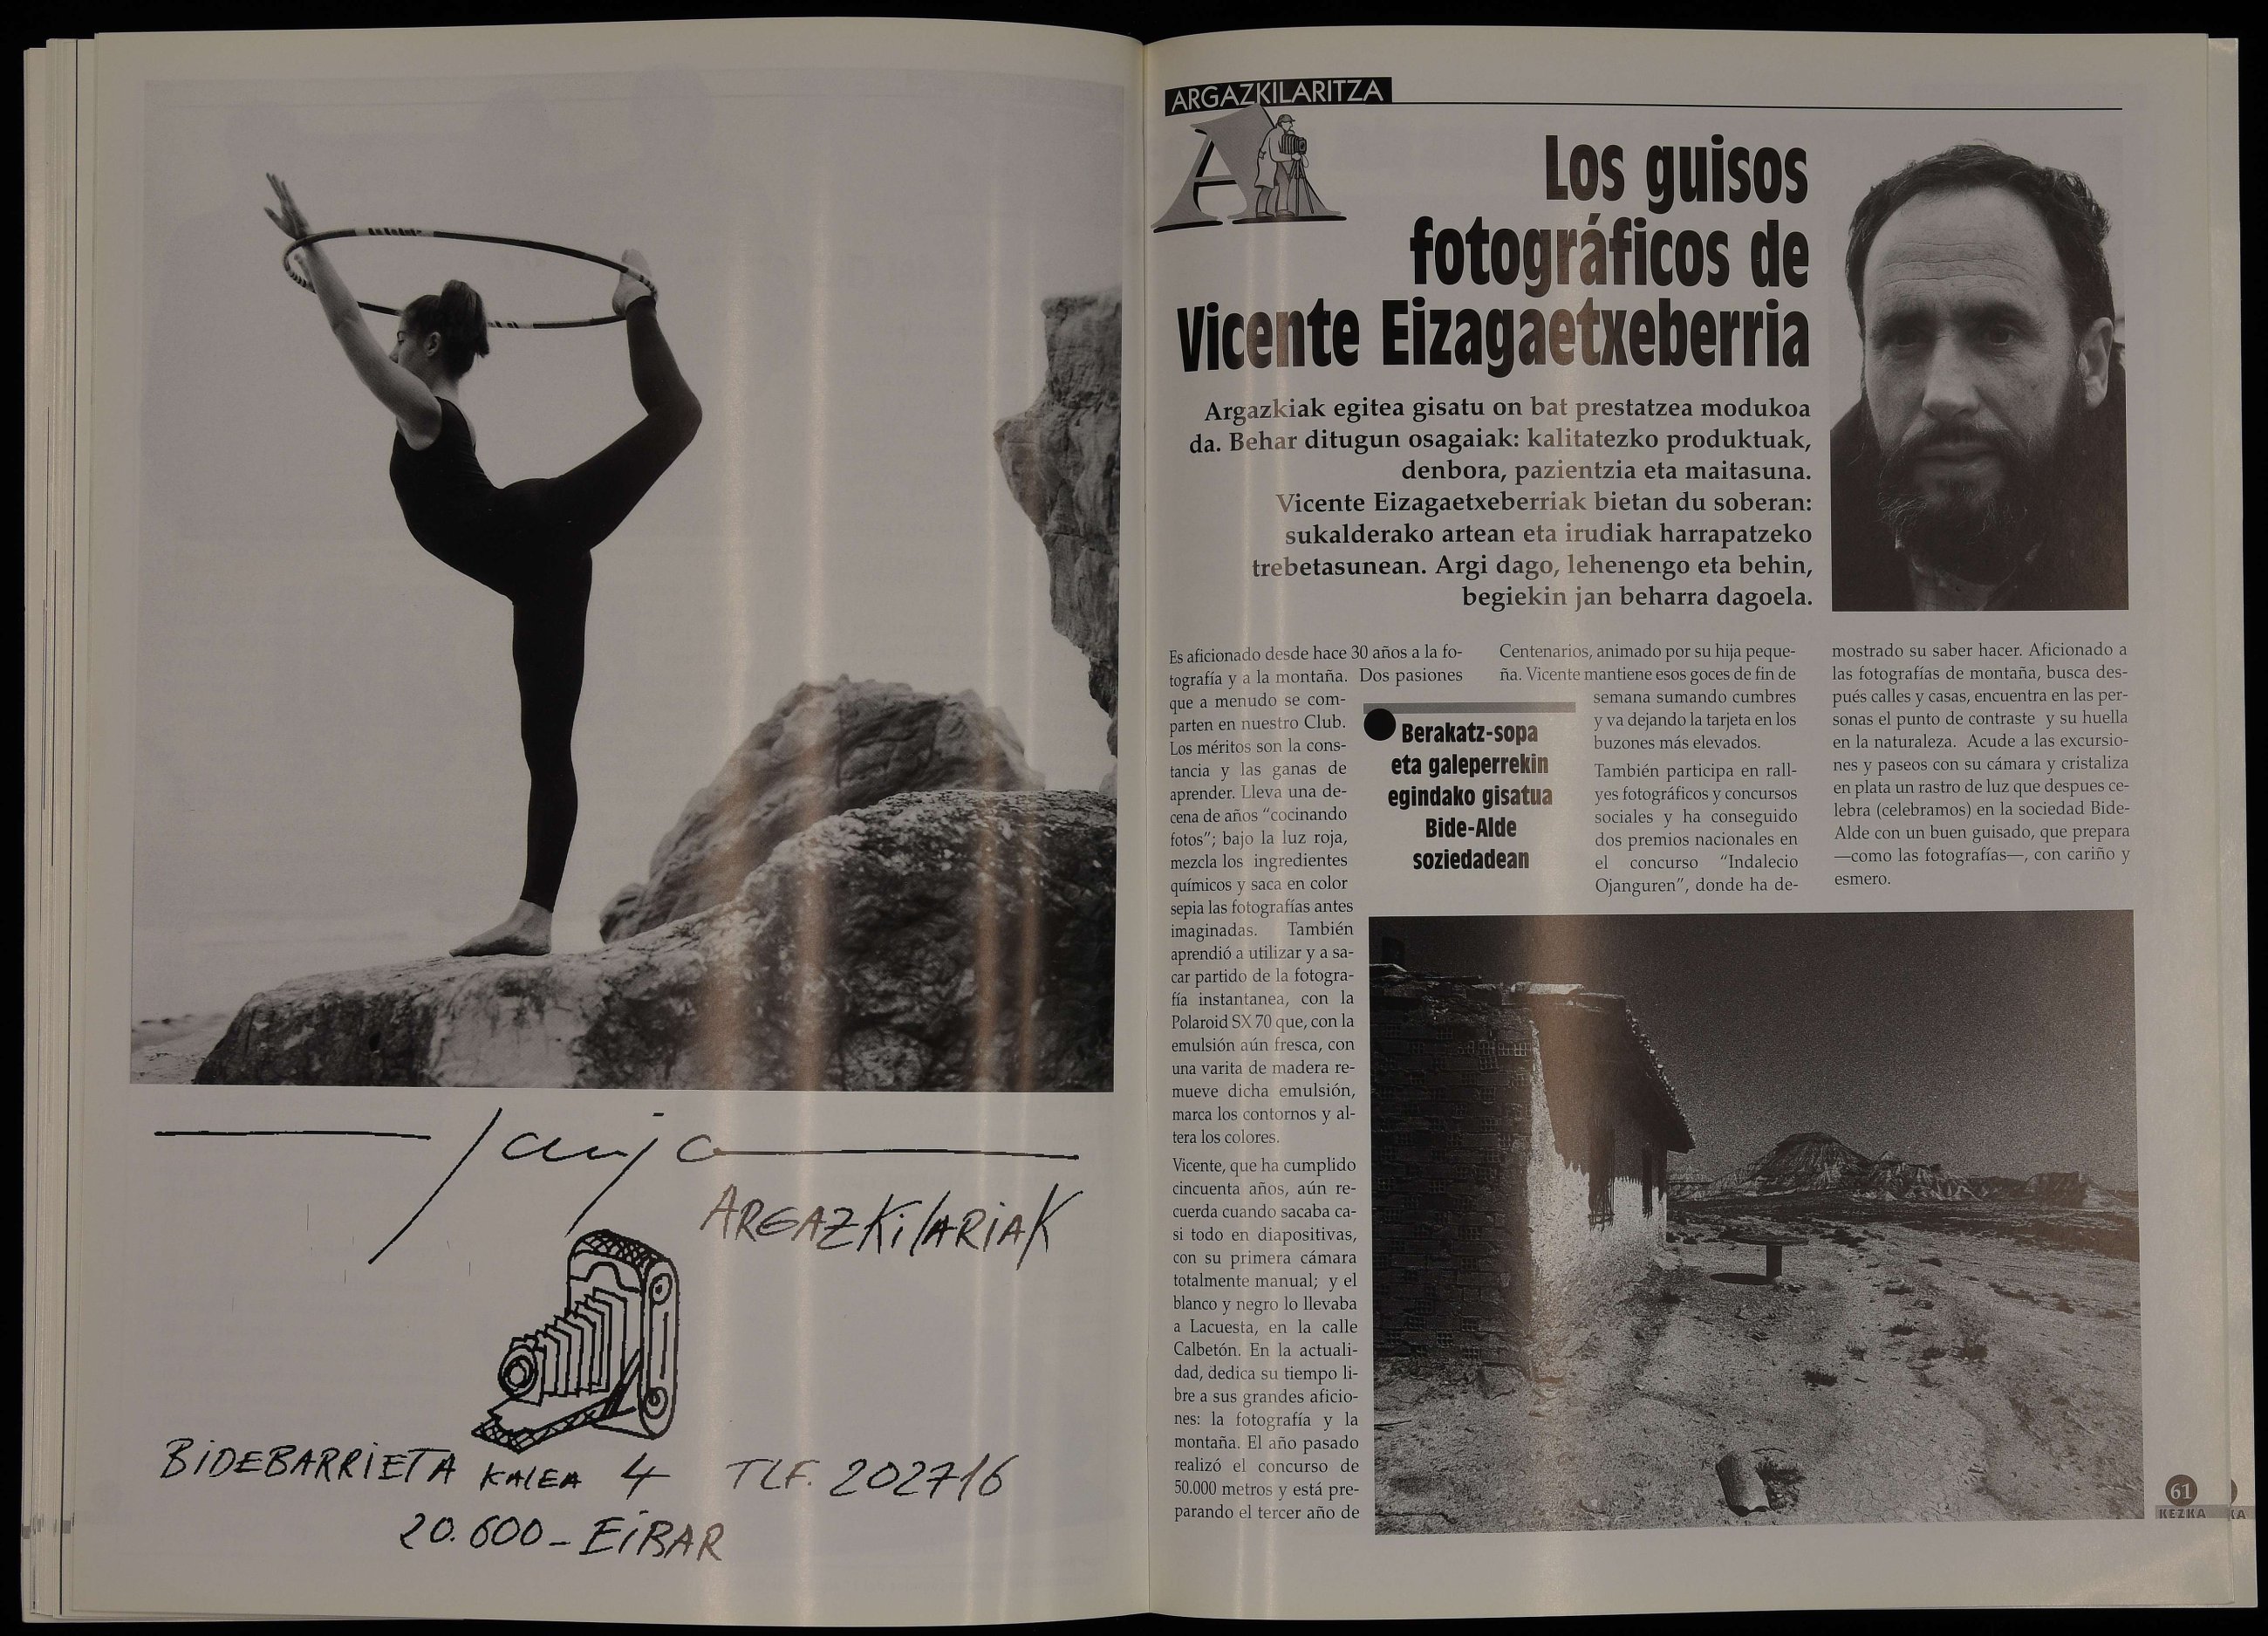 ARGAZKILARIAK
BIDEBARRIETA KALEA 4 TLF. 202716
20.600-EIBAR
ARGAZKILARITZA
A
Los guisos
fotográficos de
Vicente Eizagaetxeberria
Argazkiak egitea gisatu on bat prestatzea modukoa
da. Behar ditugun osagaiak: kalitatezko produktuak,
denbora, pazientzia eta maitasuna.
Vicente Eizagaetxeberriak bietan du soberan:
sukalderako artean eta irudiak harrapatzeko
trebetasunean. Argi dago, lehenengo eta behin,
begiekin jan beharra dagoela.
Es aficionado desde hace 30 años a la fo-
tografía y a la montaña. Dos pasiones
que a menudo se com-
parten en nuestro Club.
Los méritos son la cons-
tancia y las ganas de
aprender. Lleva una de-
cena de años “cocinando
fotos”; bajo la luz roja,
mezcla los ingredientes
químicos y saca en color
sepia las fotografías antes
imaginadas. También
aprendió a utilizar y a sa-
car partido de la fotogra-
fía instantanea, con la
Polaroid SX 70 que, con la
emulsión aún fresca, con
una varita de madera re-
mueve dicha emulsión,
marca los contornos y al-
tera los colores.
Vicente, que ha cumplido
cincuenta años, aún re-
cuerda cuando sacaba ca-
si todo en diapositivas,
con su primera cámara
totalmente manual; y el
blanco y negro lo llevaba
a Lacuesta, en la calle
Calbetón. En la actuali-
dad, dedica su tiempo li-
bre a sus grandes aficio-
nes: la fotografía y la
montaña. El año pasado
realizó el concurso de
50.000 metros y está pre-
parando el tercer año de
Berakatz-sopa
eta galeperrekin
egindako gisatua
Bide-Alde
soziedadean
Centenarios, animado por su hija peque-
ña. Vicente mantiene esos goces de fin de
semana sumando cumbres
y va dejando la tarjeta en los
buzones más elevados.
También participa en rall-
yes fotográficos y concursos
sociales y ha conseguido
dos premios nacionales en
el concurso “Indalecio
Ojanguren”, donde ha de-
mostrado su saber hacer. Aficionado a
las fotografías de montaña, busca des-
pués calles y casas, encuentra en las per-
sonas el punto de contraste y su huella
en la naturaleza. Acude a las excursio-
nes y paseos con su cámara y cristaliza
en plata un rastro de luz que despues ce-
lebra (celebramos) en la sociedad Bide-
Alde con un buen guisado, que prepara
—como las fotografías—, con cariño y
esmero.
61
KEZKA
KA